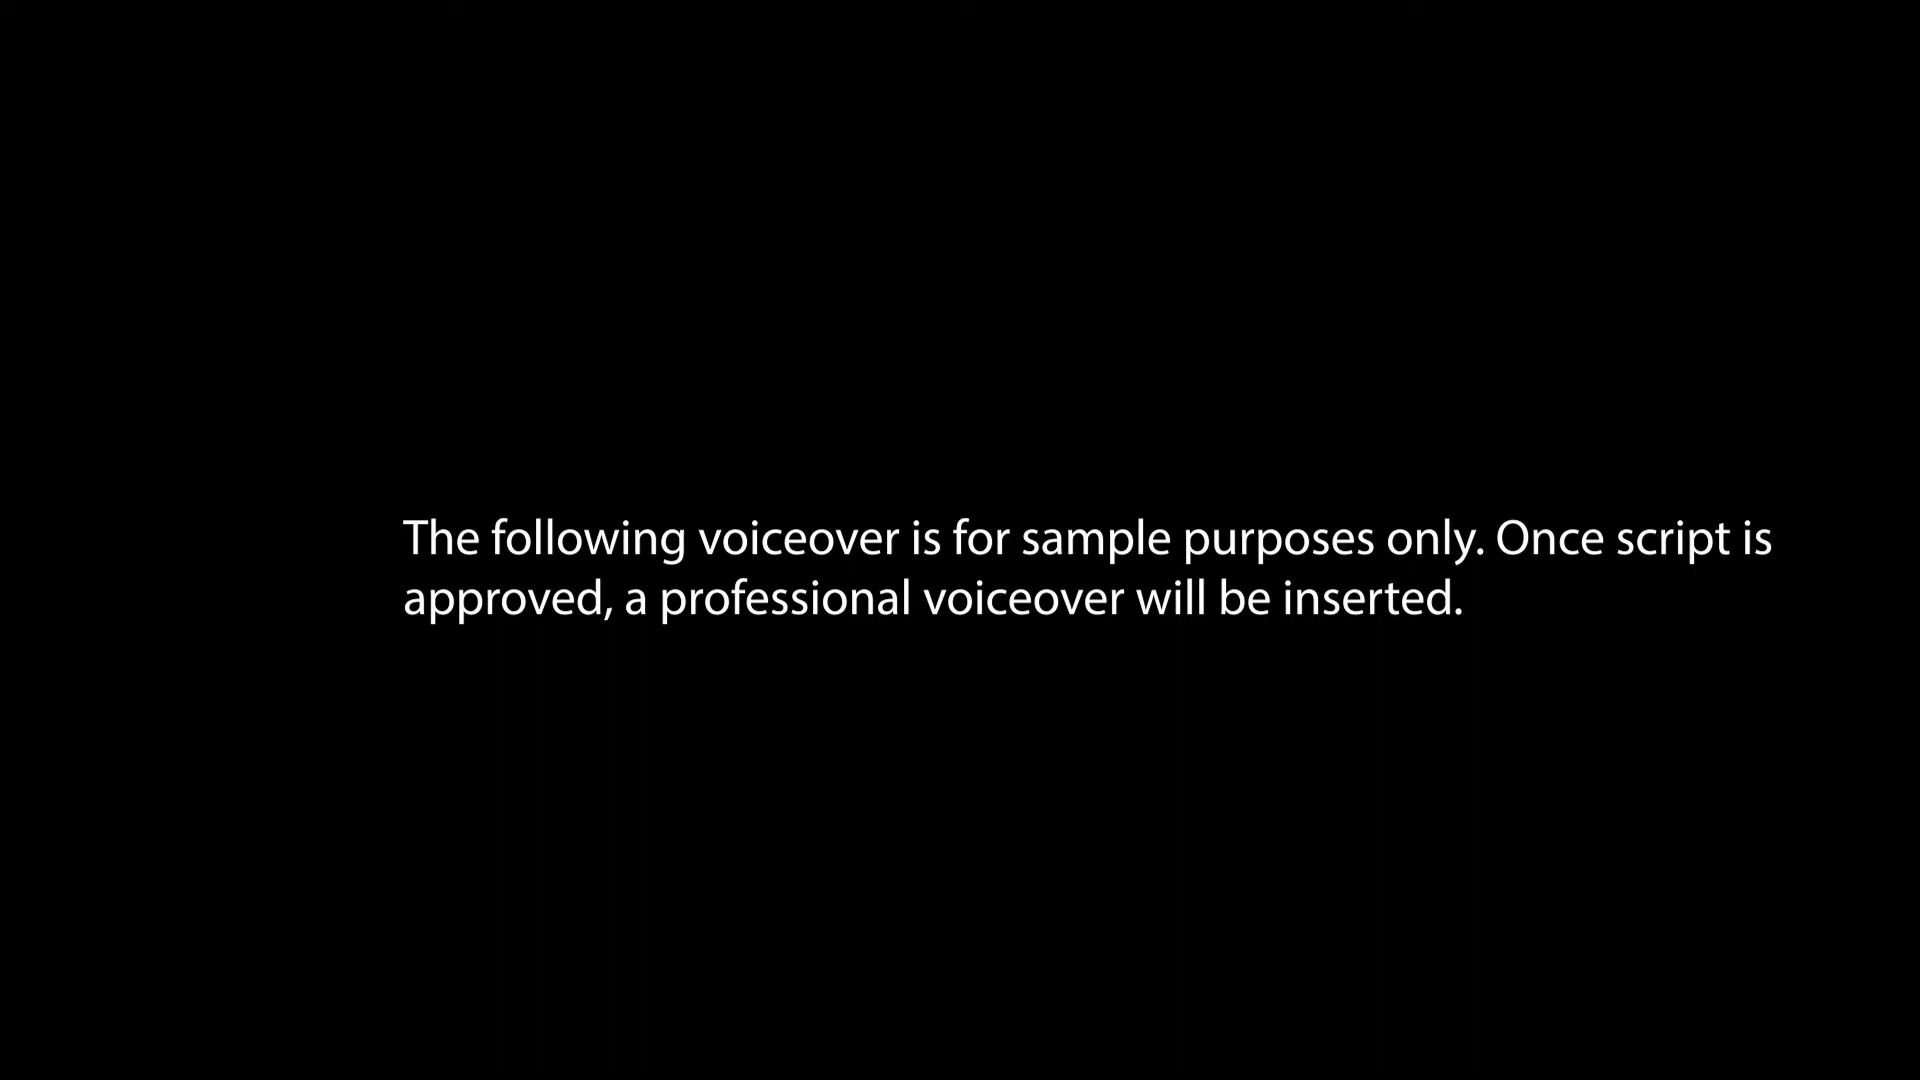 The following voiceover is for sample purposes only. Once script is
approved, a professional voiceover will be inserted.